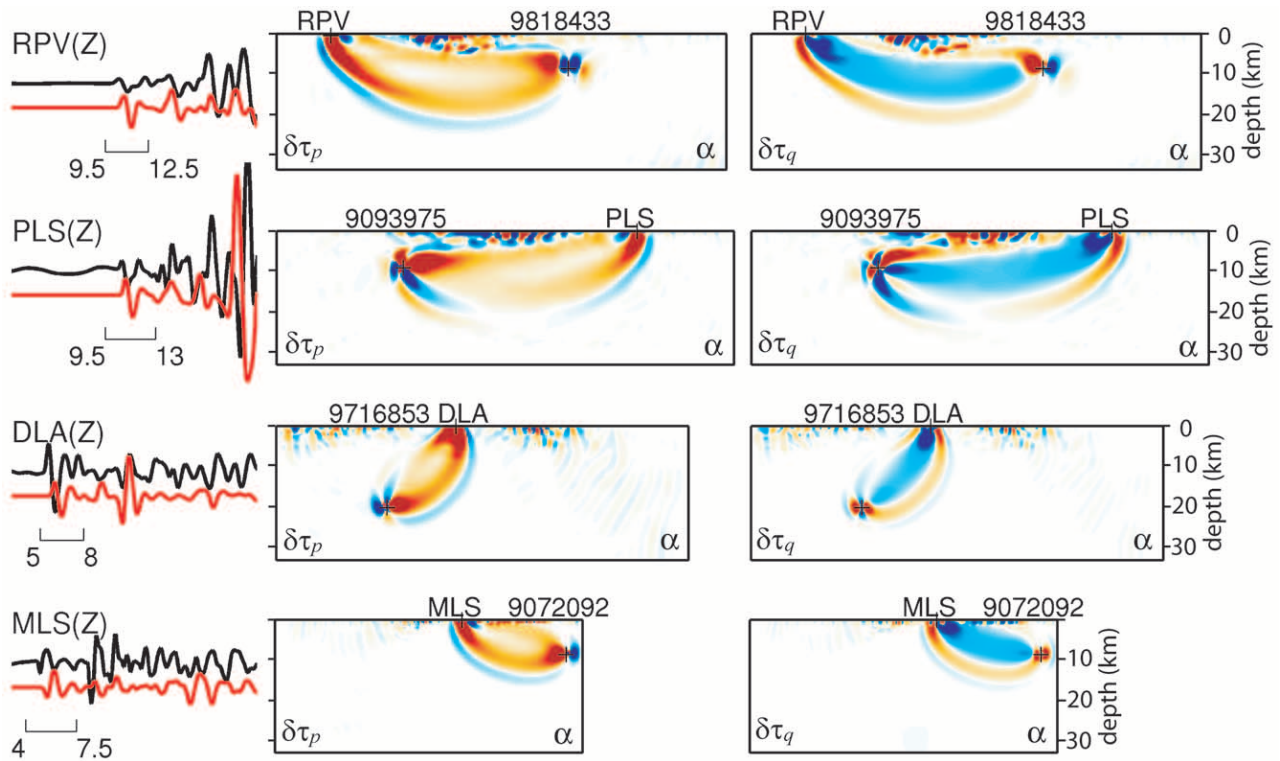 RPV(Z)
9.5 12.5
RPV 9818433
δτp α
RPV 9818433
δτq α
0
10
20
30
depth (km)
PLS(Z)
9.5 13
9093975 PLS
δτp α
9093975 PLS
δτq α
0
10
20
30
depth (km)
DLA(Z)
5 8
9716853 DLA
δτp α
9716853 DLA
δτq α
0
10
20
30
depth (km)
MLS(Z)
4 7.5
MLS 9072092
δτp α
MLS 9072092
δτq α
10
20
30
depth (km)